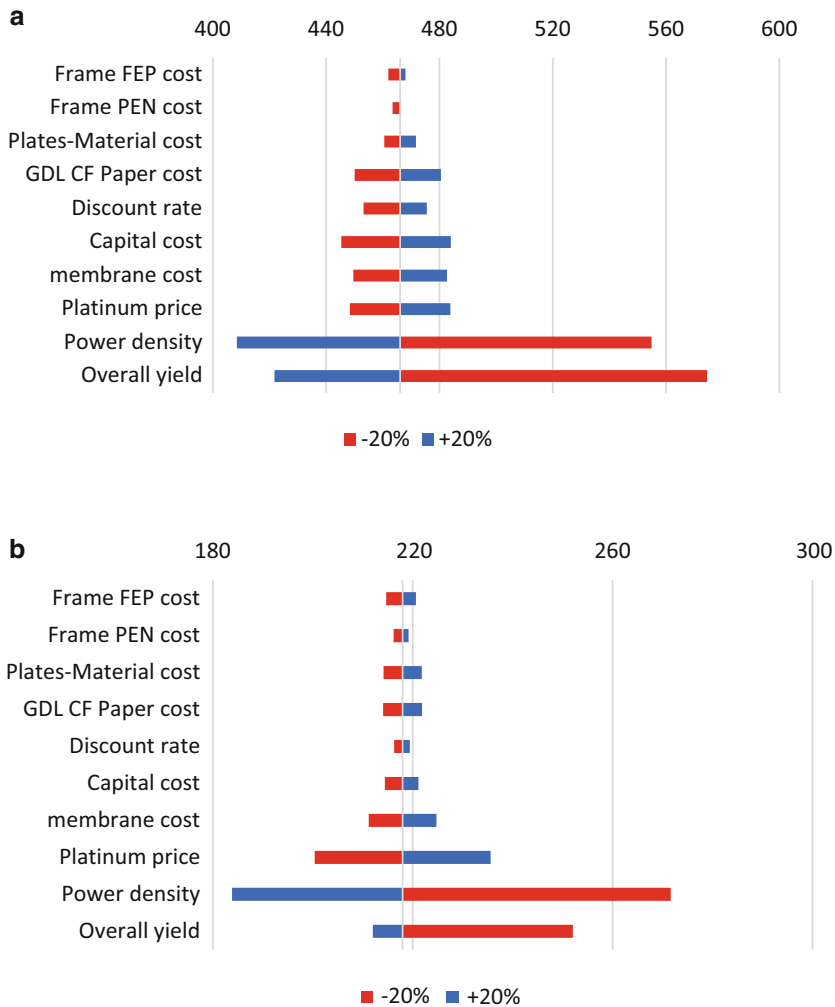 a
400 440 480 520 560 600
Frame FEP cost
Frame PEN cost
Plates-Material cost
GDL CF Paper cost
Discount rate
Capital cost
membrane cost
Platinum price
Power density
Overall yield
-20% +20%
b
180 220 260 300
Frame FEP cost
Frame PEN cost
Plates-Material cost
GDL CF Paper cost
Discount rate
Capital cost
membrane cost
Platinum price
Power density
Overall yield
-20% +20%